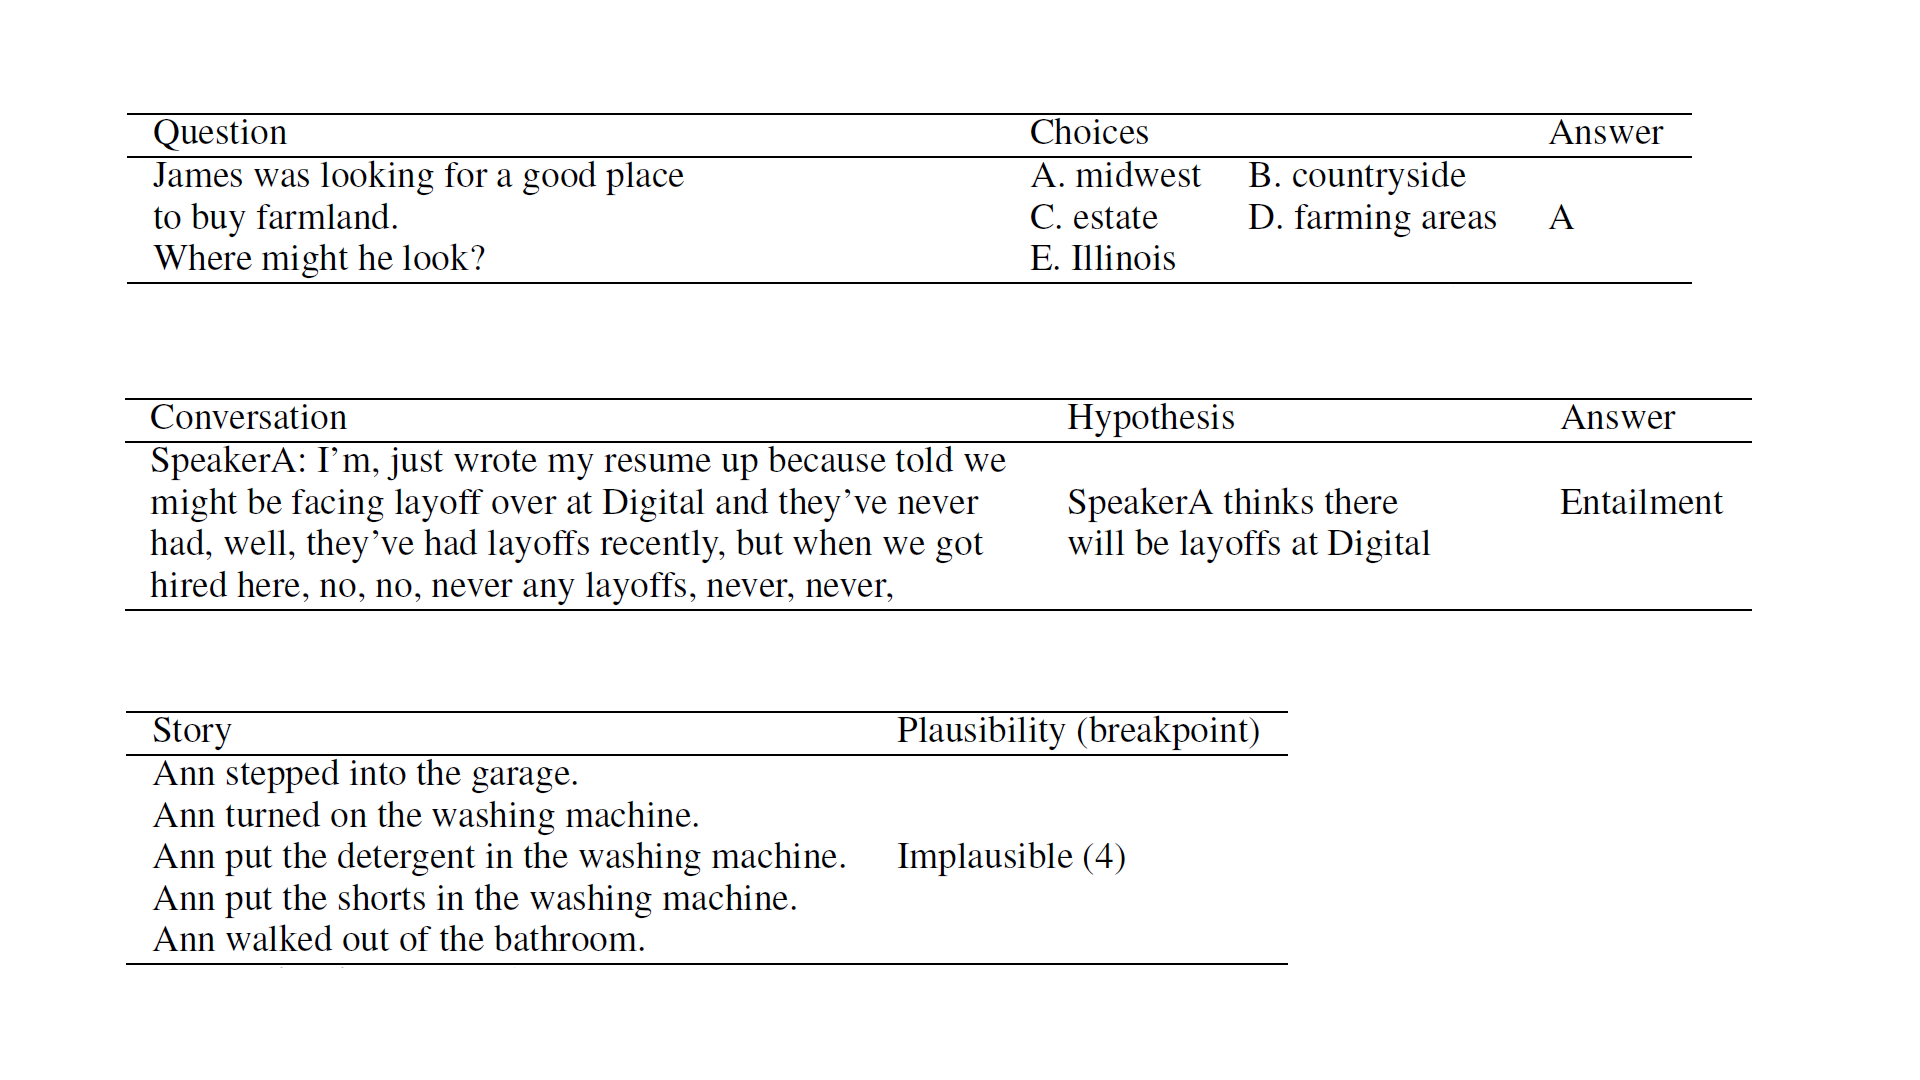 Question Choices Answer
James was looking for a good place A. midwest B. countryside
to buy farmland. C. estate D. farming areas A
Where might he look? E. Illinois
Conversation Hypothesis Answer
SpeakerA: I'm, just wrote my resume up because told we
might be facing layoff over at Digital and they've never SpeakerA thinks there Entailment
had, well, they've had layoffs recently, but when we got will be layoffs at Digital
hired here, no, no, never any layoffs, never, never,
Story Plausibility (breakpoint)
Ann stepped into the garage.
Ann turned on the washing machine.
Ann put the detergent in the washing machine. Implausible (4)
Ann put the shorts in the washing machine.
Ann walked out of the bathroom.